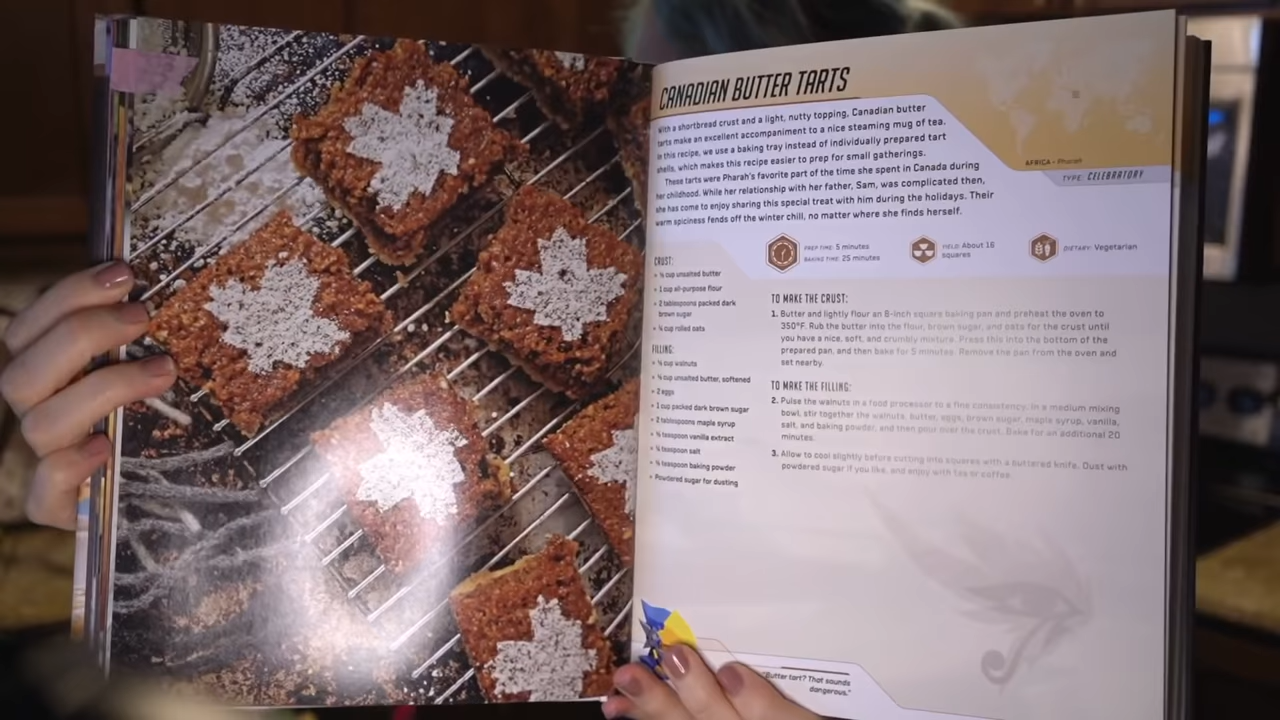 CANADIAN BUTTER TARTS
With a shortbread crust and a light, nutty topping, Canadian butter
tarts make an excellent accompaniment to a nice steaming mug of tea.
In this recipe, we use a baking tray instead of individually prepared tart
shells, which makes this recipe easier to prep for small gatherings.
These tarts were Pharah's favorite part of the time she spent in Canada during
her childhood. While her relationship with her father, Sam, was complicated then,
she has come to enjoy sharing this special treat with him during the holidays. Their
warm spiciness fends off the winter chill, no matter where she finds herself.
AFRICA • Pharah
TYPE: CELEBRATORY
PREP TIME: 5 minutes
BAKING TIME: 25 minutes
YIELD: About 16
squares
DIETARY: Vegetarian
CRUST:
cup unsalted butter
• 1 cup all-purpose flour
• 2 tablespoons packed dark
brown sugar
cup rolled oats
FILLING:
cup walnuts
cup unsalted butter, softened
• 2 eggs
• 1 cup packed dark brown sugar
• 2 tablespoons maple syrup
teaspoon vanilla extract
teaspoon salt
teaspoon baking powder
• Powdered sugar for dusting
TO MAKE THE CRUST:
1. Butter and lightly flour an 8-inch square baking pan and preheat the oven to
350°F. Rub the butter into the flour, brown sugar, and oats for the crust until
you have a nice, soft, and crumbly mixture. Press this into the bottom of the
prepared pan, and then bake for 5 minutes. Remove the pan from the oven and
set nearby.
TO MAKE THE FILLING:
2. Pulse the walnuts in a food processor to a fine consistency. In a medium mixing
bowl, stir together the walnuts, butter, eggs, brown sugar, maple syrup, vanilla,
salt, and baking powder, and then pour over the crust. Bake for an additional 20
minutes.
3. Allow to cool slightly before cutting into squares with a buttered knife. Dust with
powdered sugar if you like, and enjoy with tea or coffee.
"Butter tart? That sounds
dangerous."